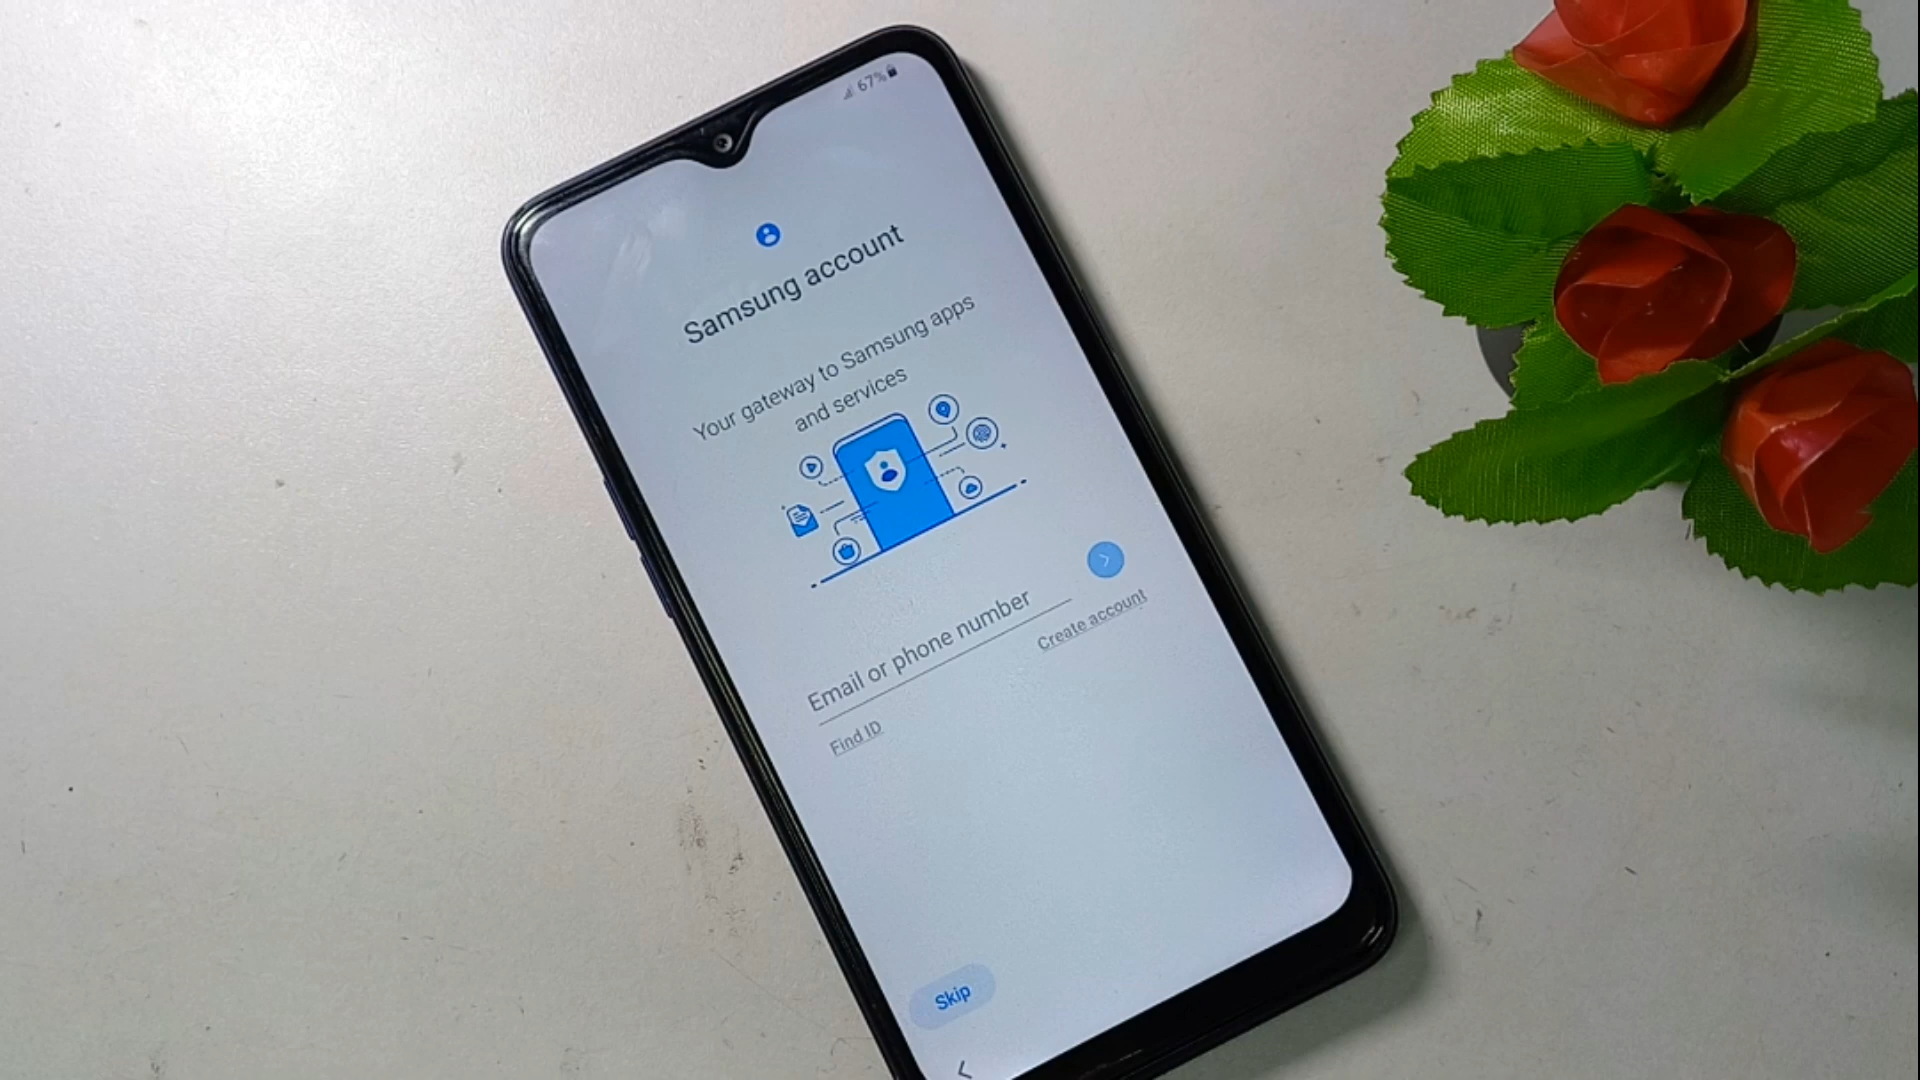 67%
Samsung account
Your gateway to Samsung apps
and services
Email or phone number
Create account
Find ID
Skip